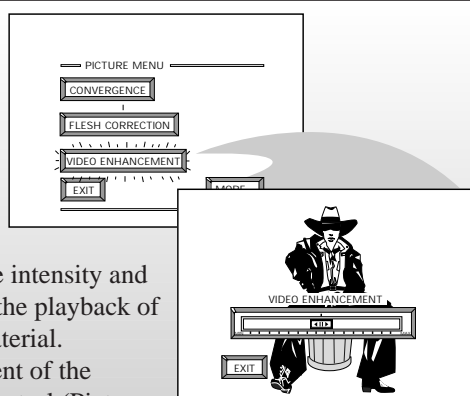 PICTURE MENU
CONVERGENCE
FLESH CORRECTION
VIDEO ENHANCEMENT
EXIT
MORE
intensity and
the playback of
VIDEO ENHANCEMENT
ent of the
EXIT